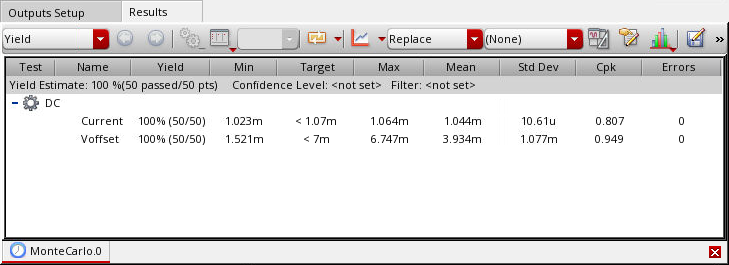 Outputs Setup Results
Yield Replace (None) »
Test Name Yield Min Target Max Mean Std Dev Cpk Errors
Yield Estimate: 100 %(50 passed/50 pts) Confidence Level: <not set> Filter: <not set>
DC
Current 100% (50/50) 1.023m < 1.07m 1.064m 1.044m 10.61u 0.807 0
Voffset 100% (50/50) 1.521m < 7m 6.747m 3.934m 1.077m 0.949 0
MonteCarlo.0